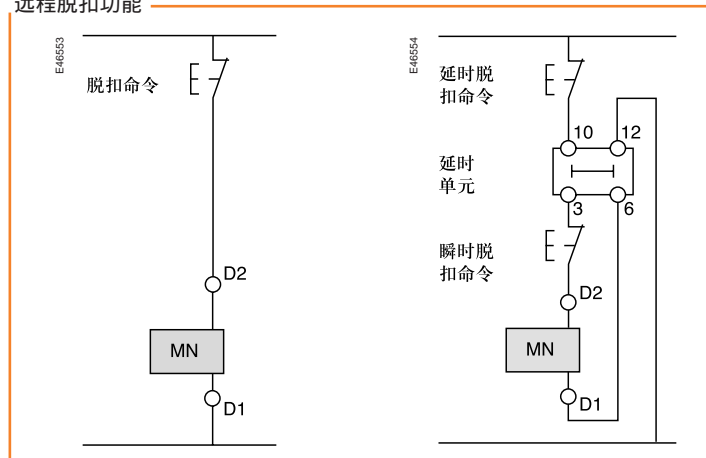 远程脱扣功能
E46553
脱扣命令
D2
MN
D1
E46554
延时脱
扣命令
10
12
延时
单元
3
6
瞬时脱
扣命令
D2
MN
D1